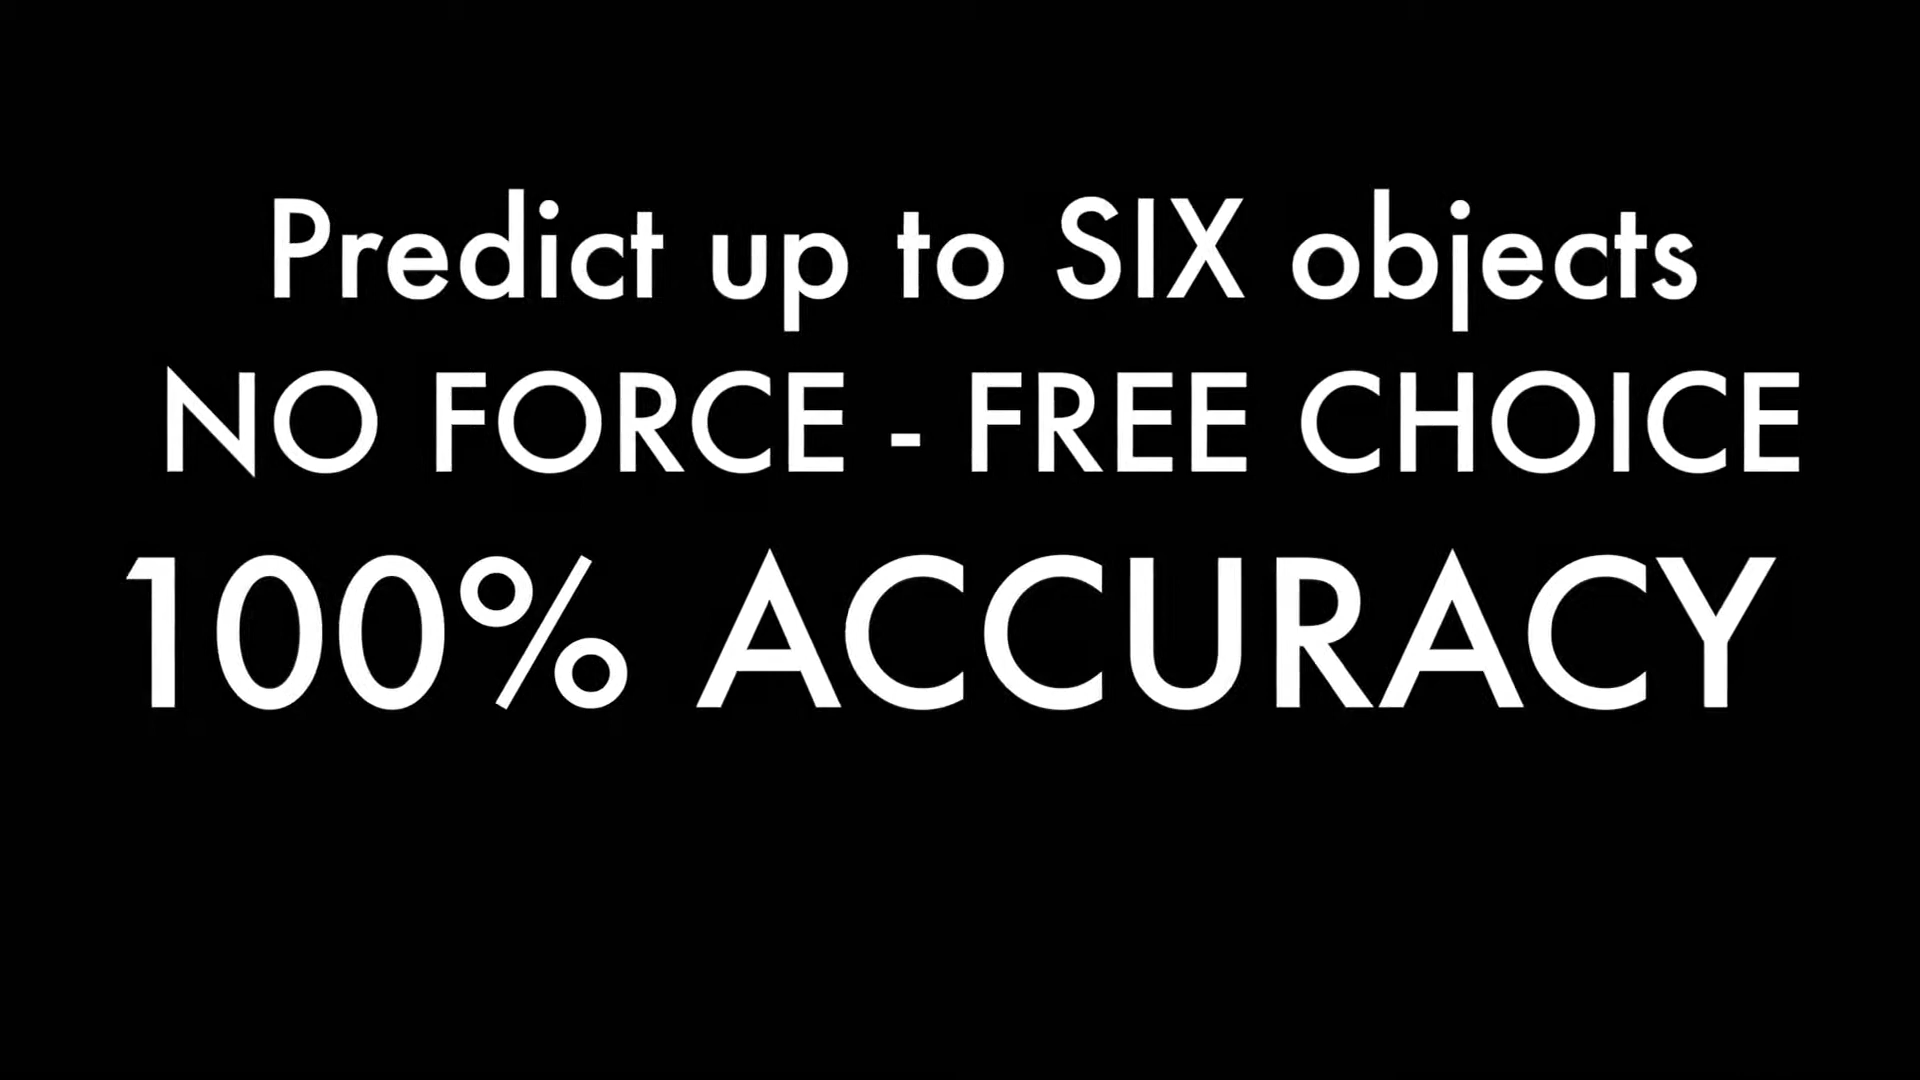 Predict up to SIX objects
NO FORCE - FREE CHOICE
100% ACCURACY